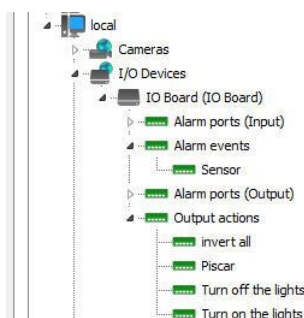 local
Cameras
I/O Devices
IO Board (IO Board)
Alarm ports (Input)
Alarm events
Sensor
Alarm ports (Output)
Output actions
invert all
Piscar
Turn off the lights
Turn on the lights